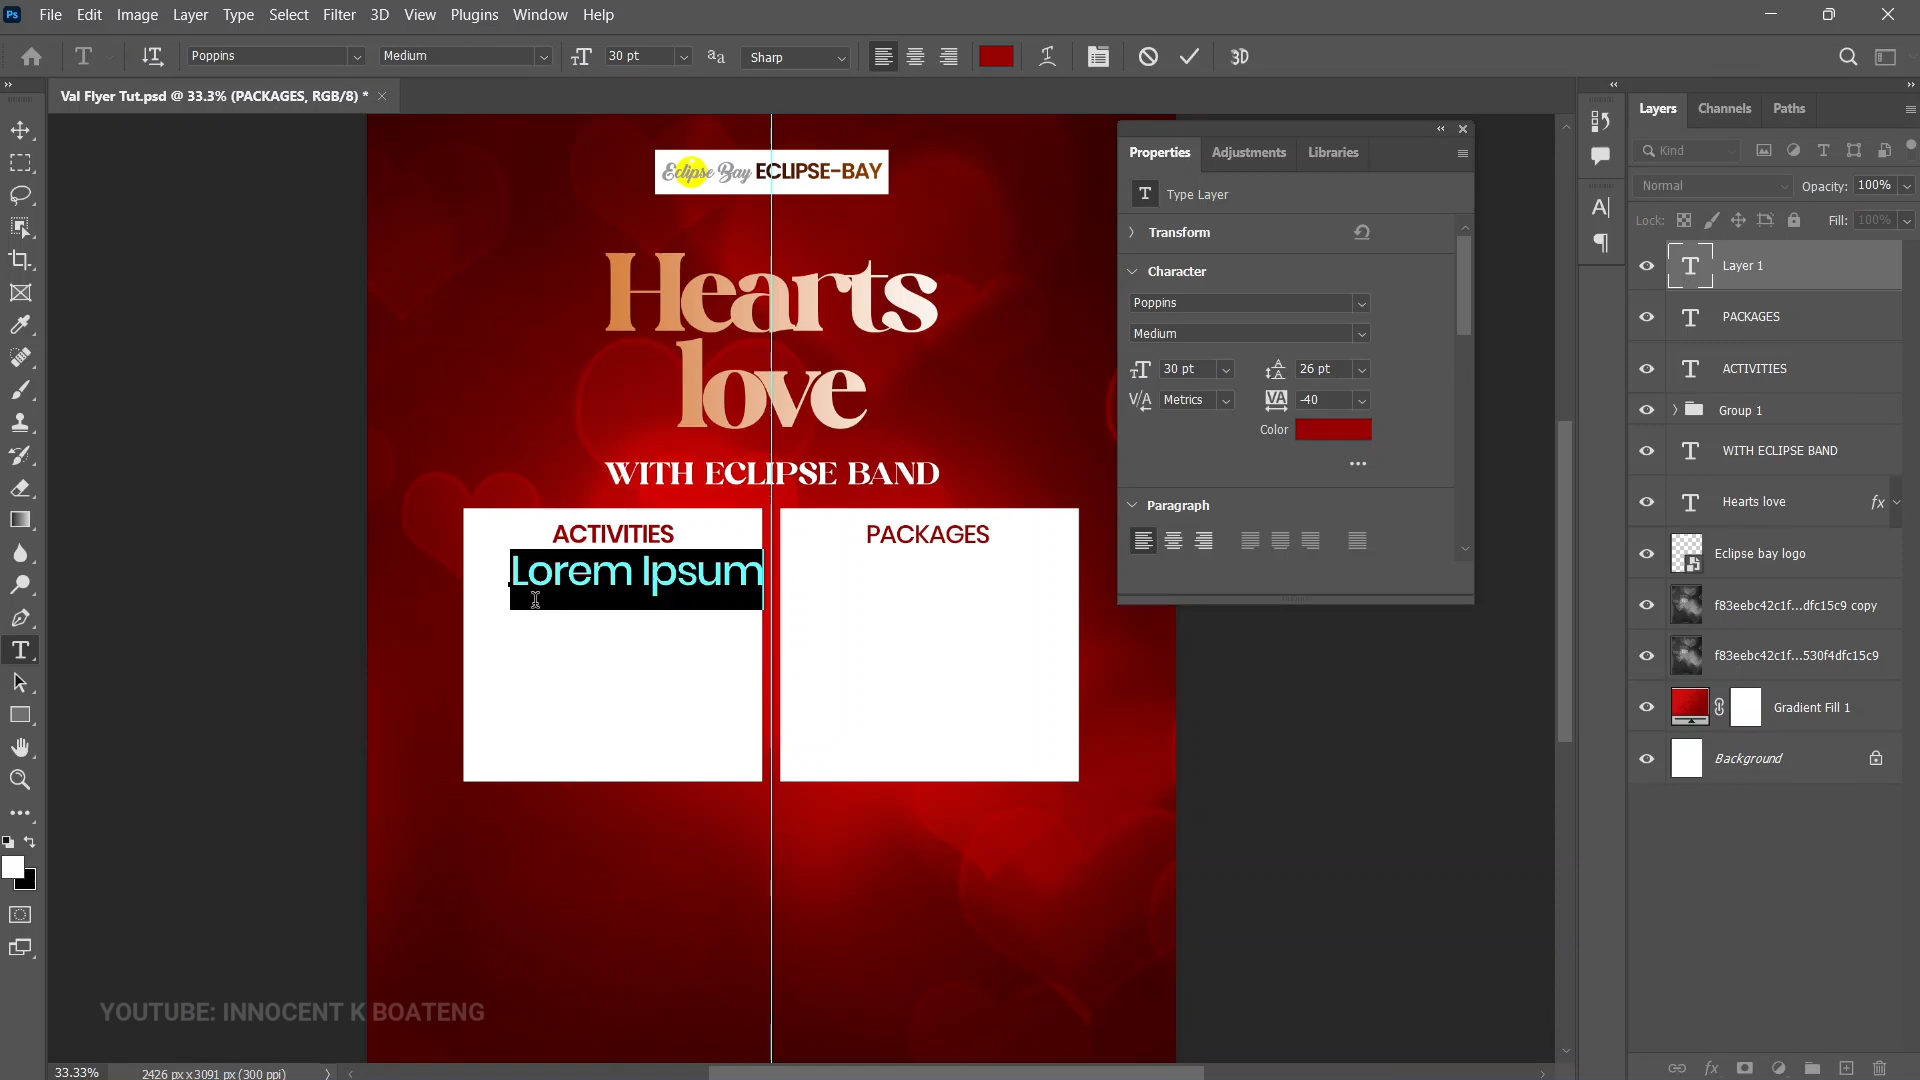 Ps File Edit Image Layer Type Select Filter 3D View Plugins Window Help
Poppins Medium 30 pt Sharp 3D
Val Flyer Tut.psd @ 33.3% (PACKAGES, RGB/8) *
Eclipse Bay ECLIPSE-BAY
Hearts
love
WITH ECLIPSE BAND
ACTIVITIES
Lorem Ipsum
PACKAGES
YOUTUBE: INNOCENT K BOATENG
33.33% 2426 px x 3091 px (300 ppi)
Properties Adjustments Libraries
Type Layer
Transform
Character
Poppins
Medium
30 pt 26 pt
Metrics -40
Color
Paragraph
Layers Channels Paths
Kind
Normal Opacity: 100%
Lock: Fill: 100%
Layer 1
PACKAGES
ACTIVITIES
Group 1
WITH ECLIPSE BAND
Hearts love fx
Eclipse bay logo
f83eebc42c1f...dfc15c9 copy
f83eebc42c1f...530f4dfc15c9
Gradient Fill 1
Background
fx